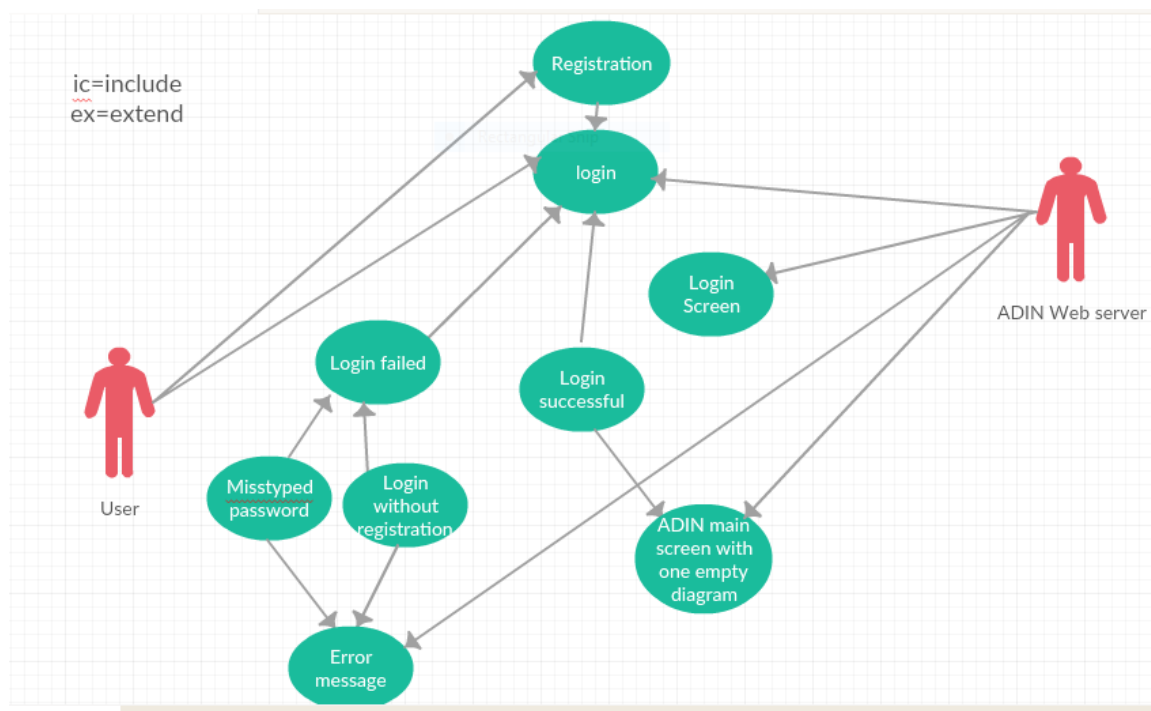 ic=include
ex=extend
Registration
login
Login
Screen
ADIN Web server
Login failed
Login
successful
User
Misstyped
password
Login
without
registration
ADIN main
screen with
one empty
diagram
Error
message